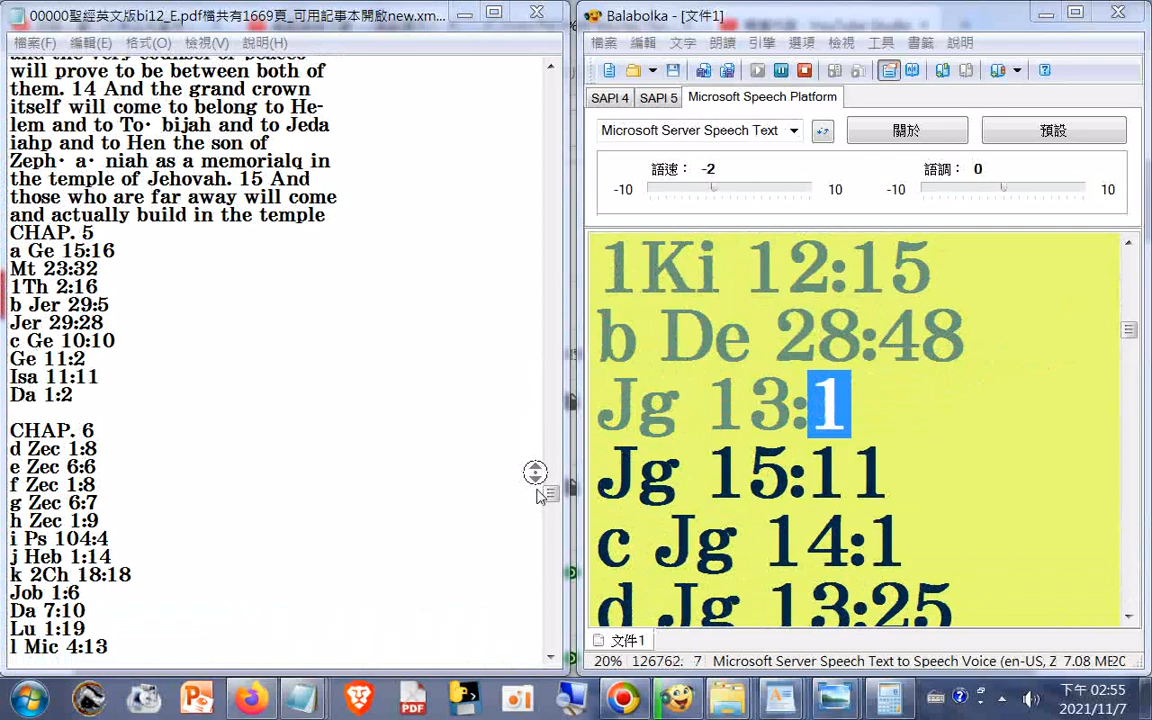 00000聖經英文版bi12_E.pdf檔共有1669頁_可用記事本開啟new.xm...
檔案(F) 編輯(E) 格式(O) 檢視(V) 說明(H)
will prove to be between both of
them. 14 And the grand crown
itself will come to belong to He-
lem and to To· bijah and to Jeda
iahp and to Hen the son of
Zeph· a· niah as a memorialq in
the temple of Jehovah. 15 And
those who are far away will come
and actually build in the temple
CHAP. 5
a Ge 15:16
Mt 23:32
1Th 2:16
b Jer 29:5
Jer 29:28
c Ge 10:10
Ge 11:2
Isa 11:11
Da 1:2
CHAP. 6
d Zec 1:8
e Zec 6:6
f Zec 1:8
g Zec 6:7
h Zec 1:9
i Ps 104:4
j Heb 1:14
k 2Ch 18:18
Job 1:6
Da 7:10
Lu 1:19
l Mic 4:13
Balabolka - [文件1]
檔案 編輯 文字 朗讀 引擎 選項 檢視 工具 書籤 說明
SAPI 4 SAPI 5 Microsoft Speech Platform
Microsoft Server Speech Text 關於 預設
語速: -2 語調: 0
-10 10 -10 10
1Ki 12:15
b De 28:48
Jg 13:1
Jg 15:11
c Jg 14:1
d Jg 13:25
文件1
20% 126762: 7 Microsoft Server Speech Text to Speech Voice (en-US, Z 7.08 ME
下午 02:55
2021/11/7